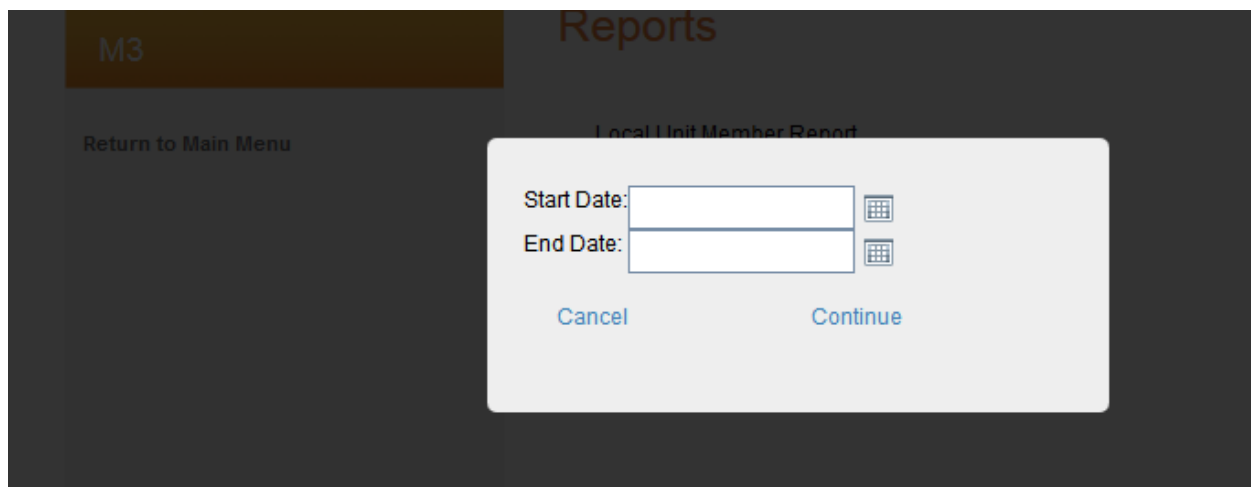 Reports
M3
Return to Main Menu
Local Unit Member Report
Start Date:
End Date:
Cancel Continue